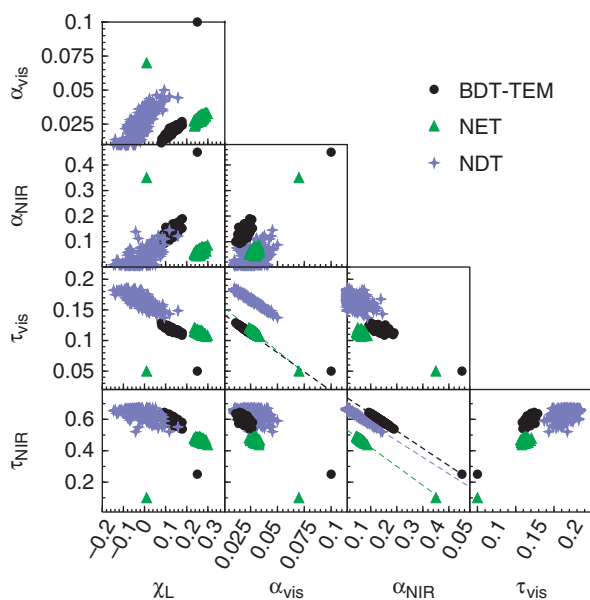 α_vis
0.1
0.075
0.05
0.025
BDT-TEM
NET
NDT
α_NIR
0.4
0.3
0.2
0.1
τ_vis
0.2
0.15
0.1
0.05
τ_NIR
0.6
0.4
0.2
−0.2 −0.1 0 0.1 0.2 0.3 0.025 0.05 0.075 0.1 0.1 0.2 0.3 0.4 0.05 0.1 0.15 0.2
χ_L α_vis α_NIR τ_vis